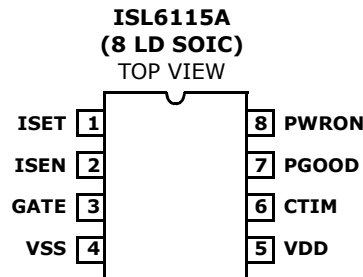 ISL6115A
(8 LD SOIC)
TOP VIEW
ISET 1 8 PWRON
ISEN 2 7 PGOOD
GATE 3 6 CTIM
VSS 4 5 VDD